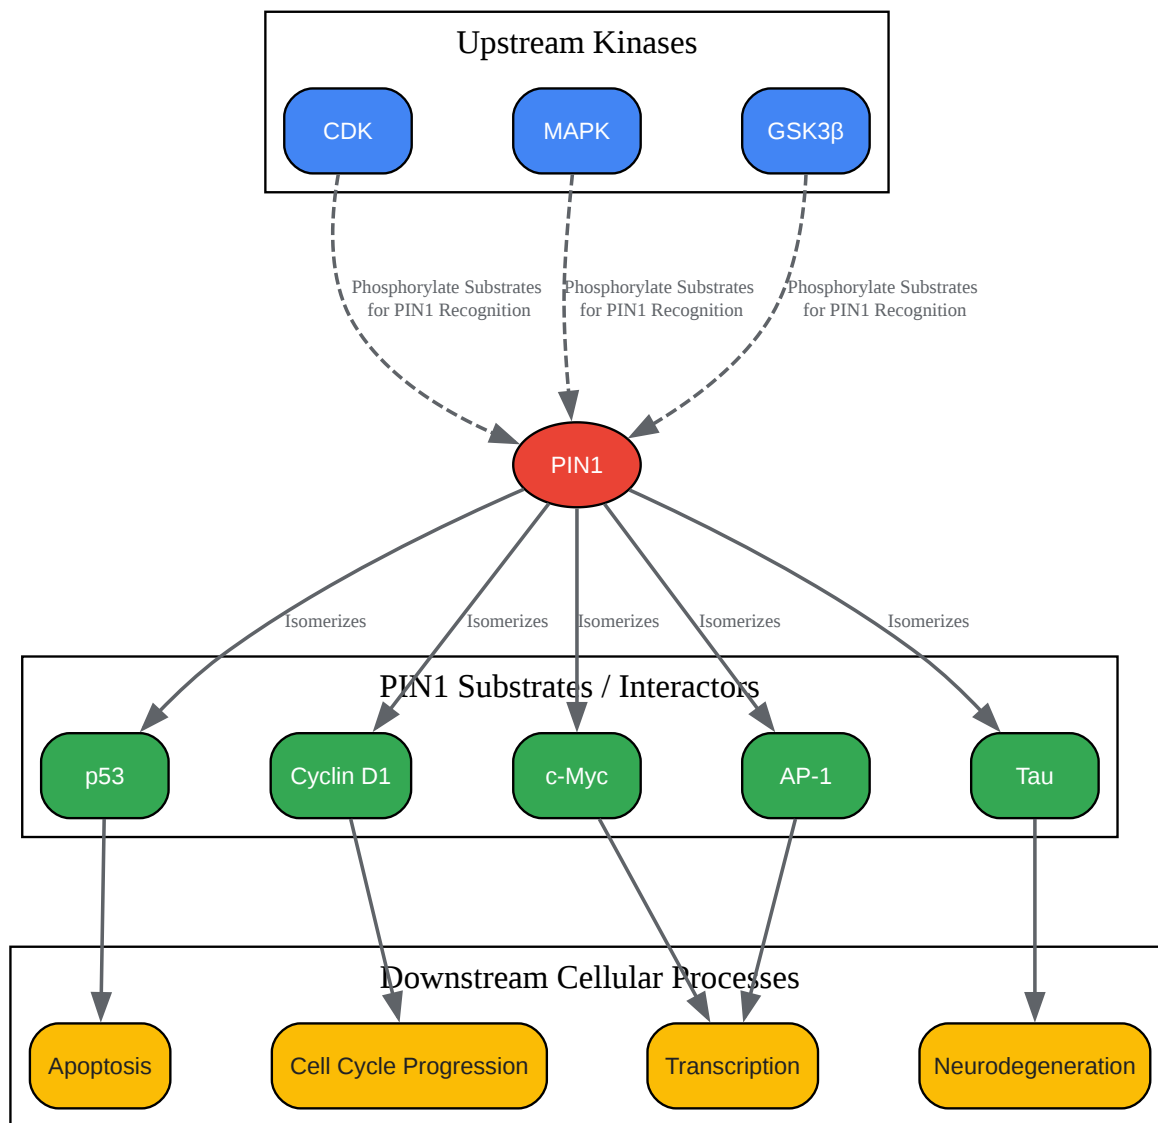 Upstream Kinases
CDK
MAPK
GSK3β
Phosphorylate Substrates
for PIN1 Recognition
Phosphorylate Substrates
for PIN1 Recognition
Phosphorylate Substrates
for PIN1 Recognition
PIN1
Isomerizes
Isomerizes
Isomerizes
Isomerizes
Isomerizes
PIN1 Substrates / Interactors
p53
Cyclin D1
c-Myc
AP-1
Tau
Downstream Cellular Processes
Apoptosis
Cell Cycle Progression
Transcription
Neurodegeneration